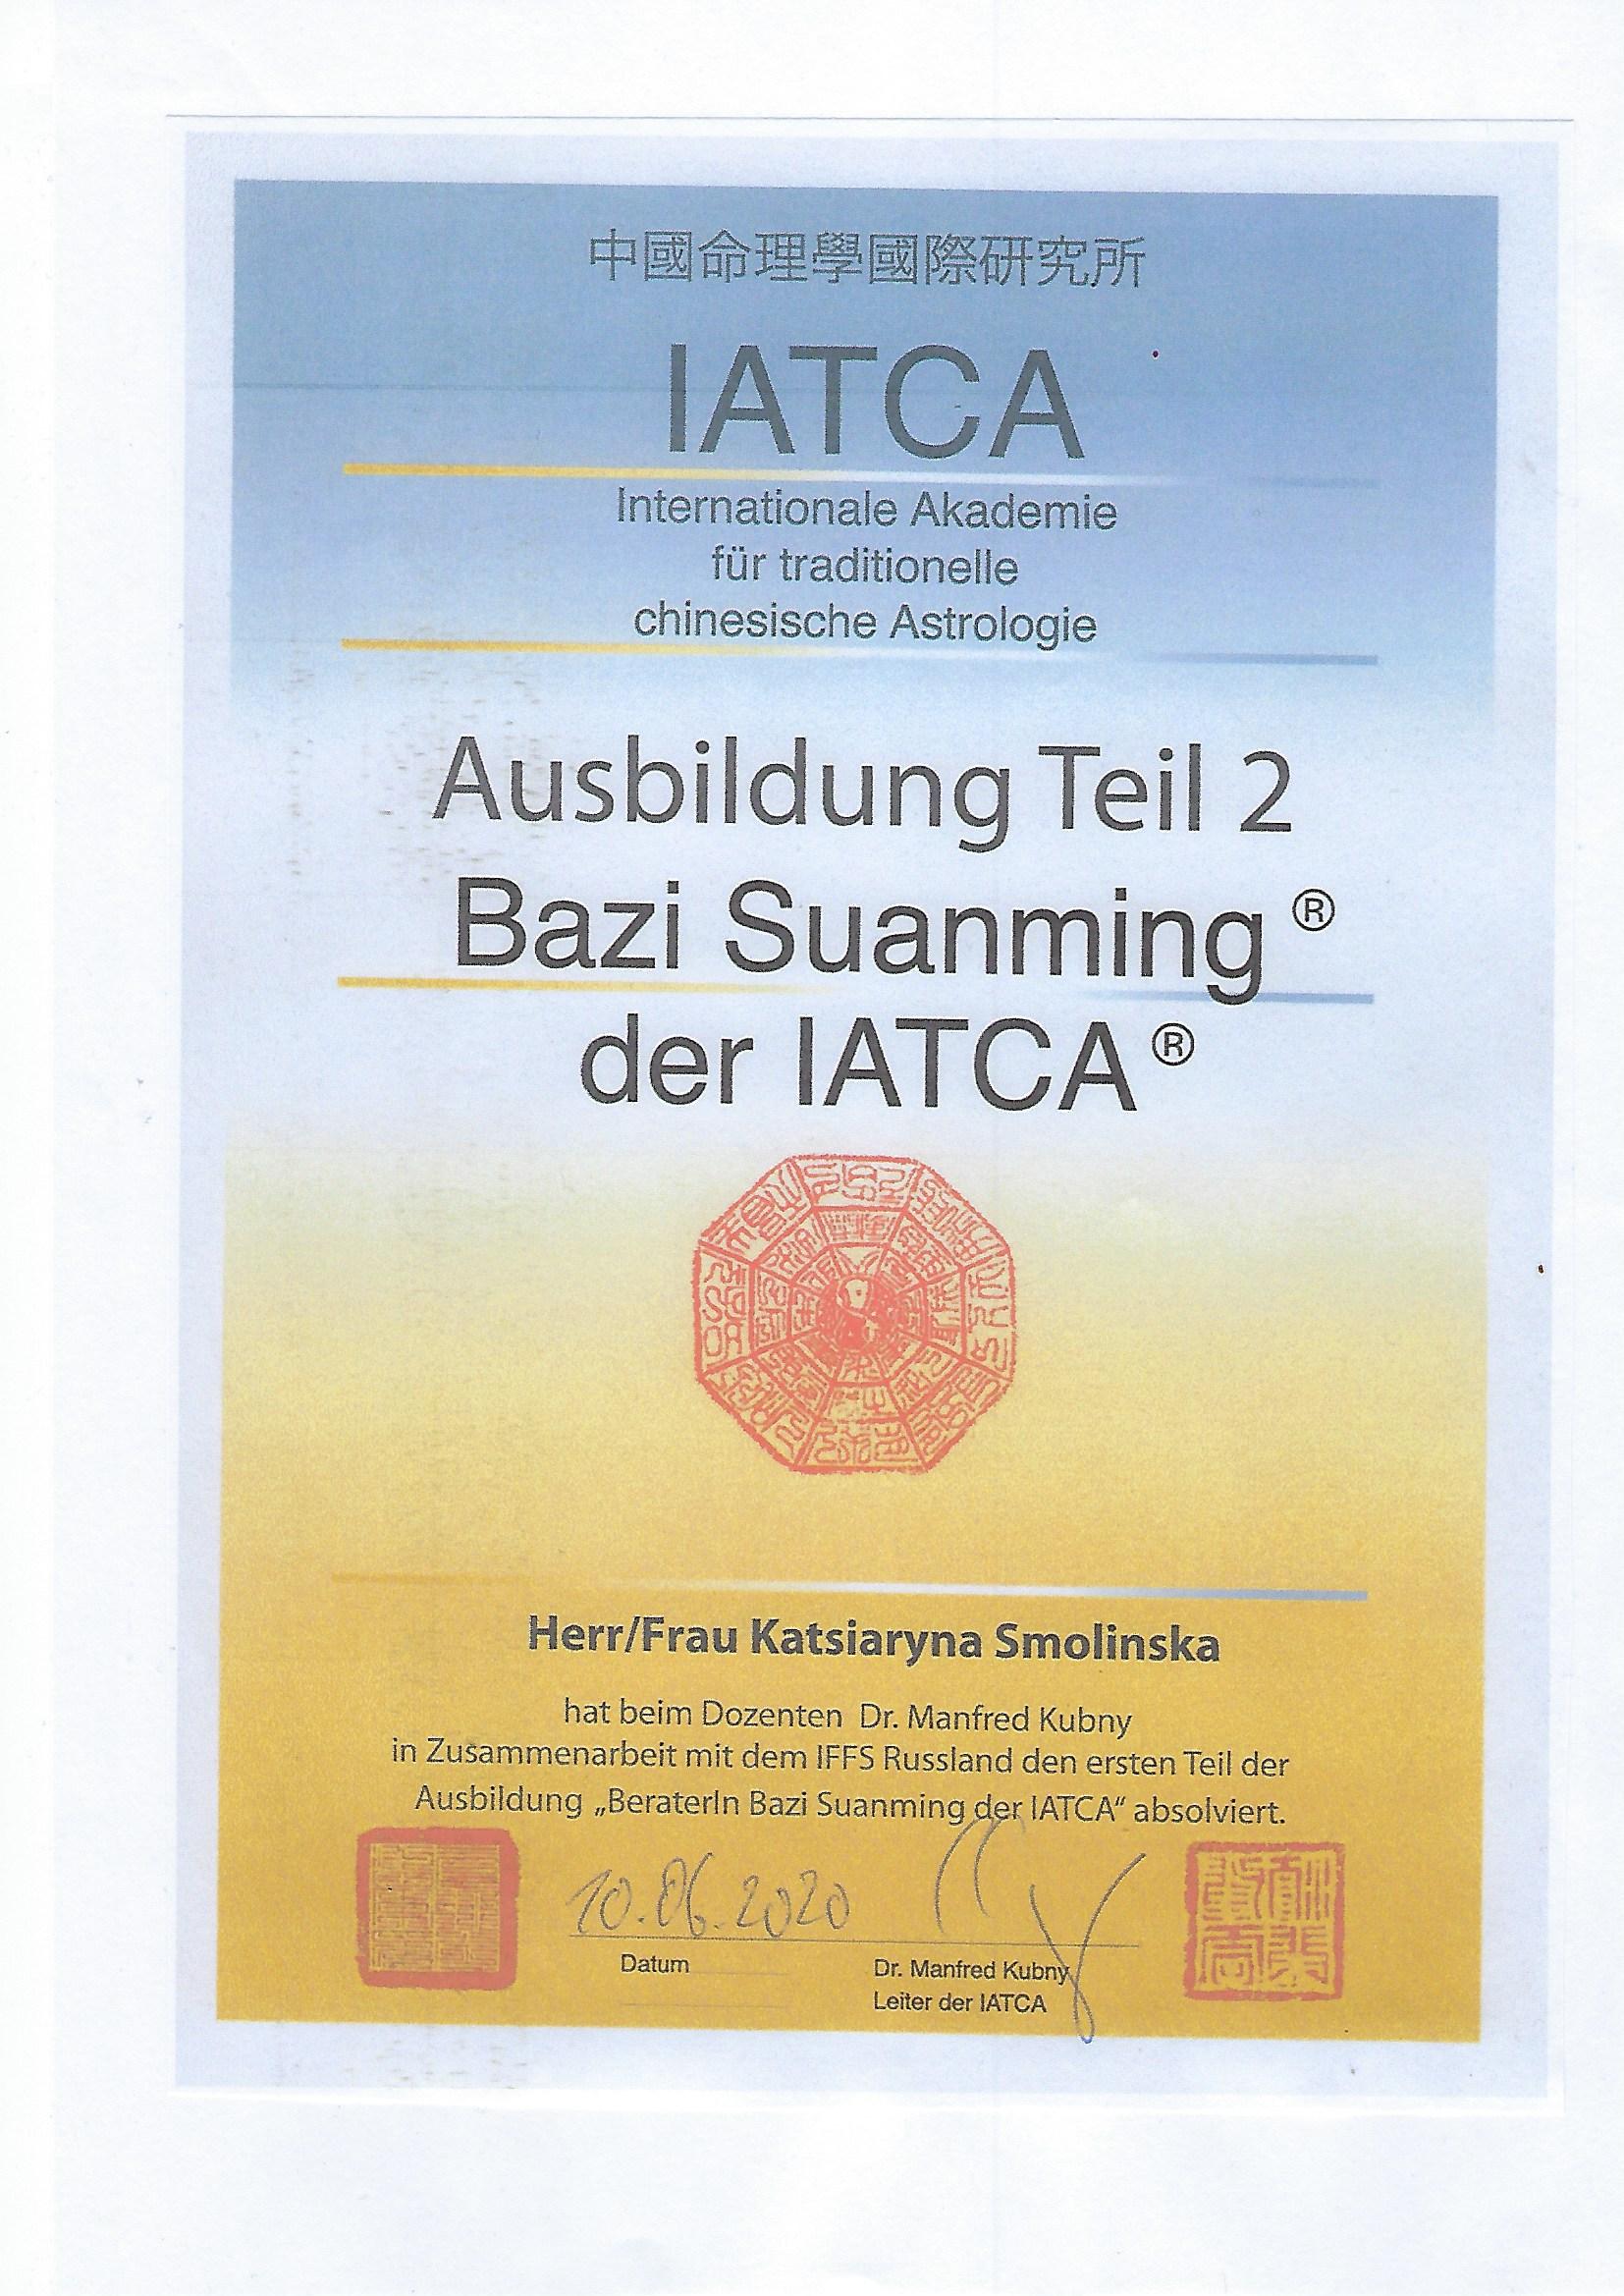 中國命理學國際研究所
IATCA
Internationale Akademie
für traditionelle
chinesische Astrologie
Ausbildung Teil 2
Bazi Suanming ®
der IATCA ®
Herr/Frau Katsiaryna Smolinska
hat beim Dozenten Dr. Manfred Kubny
in Zusammenarbeit mit dem IFFS Russland den ersten Teil der
Ausbildung „BeraterIn Bazi Suanming der IATCA“ absolviert.
10.06.2020
Datum
Dr. Manfred Kubny
Leiter der IATCA